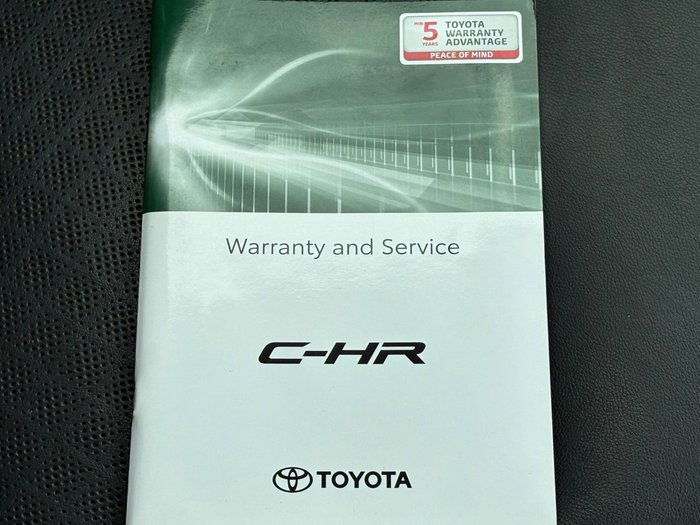 MIN 5 YEARS
TOYOTA
WARRANTY
ADVANTAGE
PEACE OF MIND
Warranty and Service
C-HR
TOYOTA